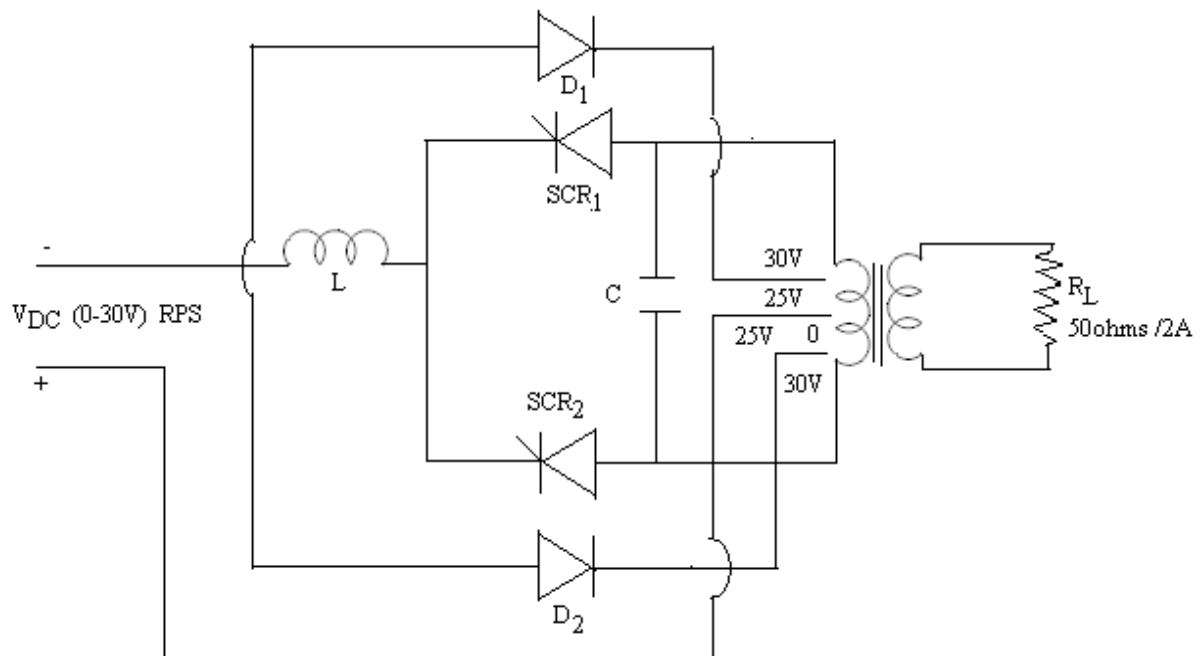 D1
SCR1
-
L
30V
C
25V
RL
VDC (0-30V) RPS
25V 0
50ohms /2A
+
30V
SCR2
D2